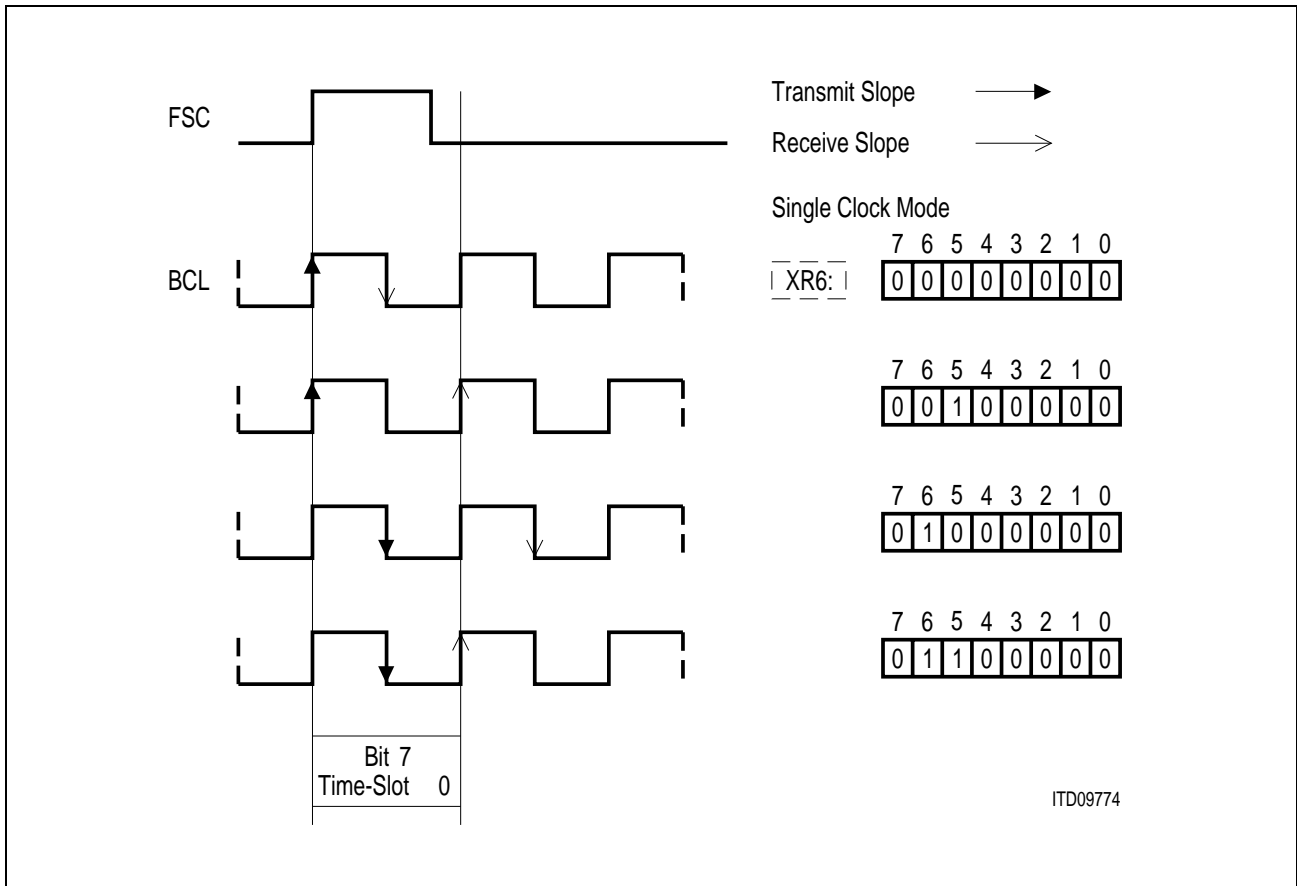 FSC
Transmit Slope
Receive Slope
Single Clock Mode
7 6 5 4 3 2 1 0
BCL
XR6: 0 0 0 0 0 0 0 0
7 6 5 4 3 2 1 0
0 0 1 0 0 0 0 0
7 6 5 4 3 2 1 0
0 1 0 0 0 0 0 0
7 6 5 4 3 2 1 0
0 1 1 0 0 0 0 0
Bit 7
Time-Slot 0
ITD09774